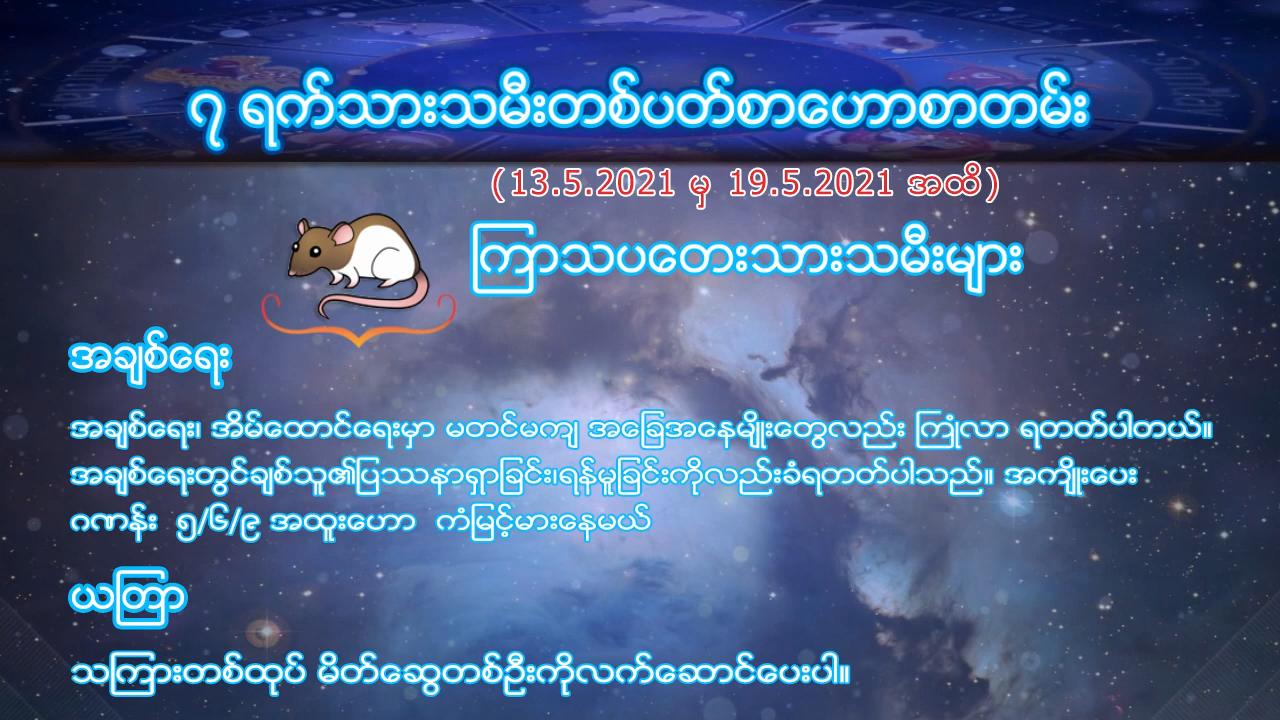 ၇ ရက်သားသမီးတစ်ပတ်စာဟောစာတမ်း
(13.5.2021 မှ 19.5.2021 အထိ)
ကြာသပတေးသားသမီးများ
အချစ်ရေး
အချစ်ရေး၊ အိမ်ထောင်ရေးမှာ မတင်မကျ အခြေအနေမျိုးတွေလည်း ကြုံလာ ရတတ်ပါတယ်။
အချစ်ရေးတွင်ချစ်သူ၏ပြဿနာရှာခြင်း၊ရန်မူခြင်းကိုလည်းခံရတတ်ပါသည်။ အကျိုးပေး
ဂဏန်း ၅/၆/၉ အထူးဟော ကံမြင့်မားနေမယ်
ယတြာ
သကြားတစ်ထုပ် မိတ်ဆွေတစ်ဦးကိုလက်ဆောင်ပေးပါ။